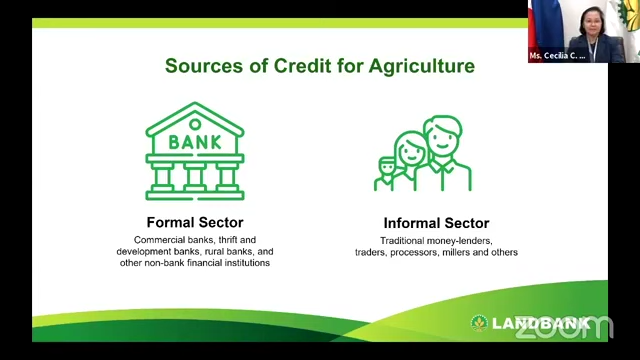 Ms. Cecilia C. ...
Sources of Credit for Agriculture
BANK
Formal Sector
Commercial banks, thrift and
development banks, rural banks, and
other non-bank financial institutions
Informal Sector
Traditional money-lenders,
traders, processors, millers and others
LANDBANK
zoom